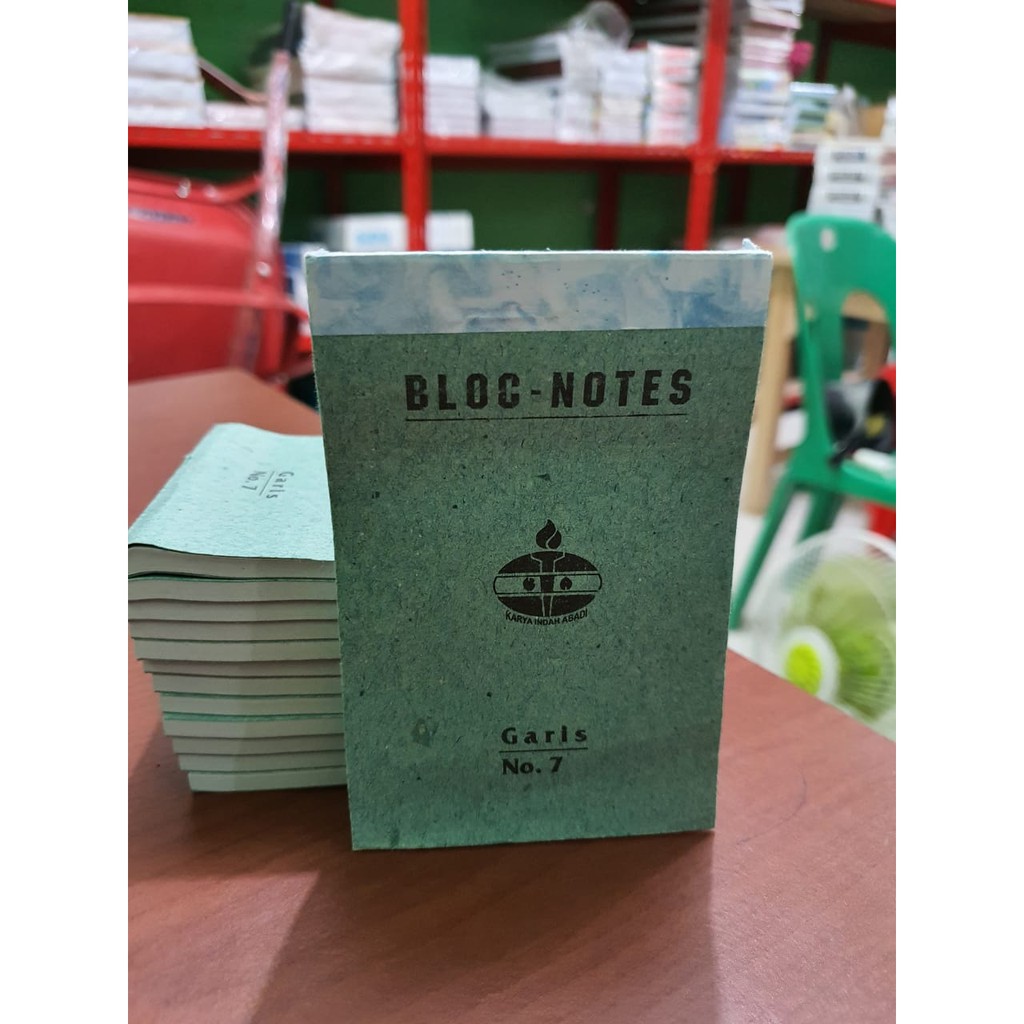 BLOC-NOTES
KARYA INDAH ABADI
Garis
No. 7
Garis
No. 7